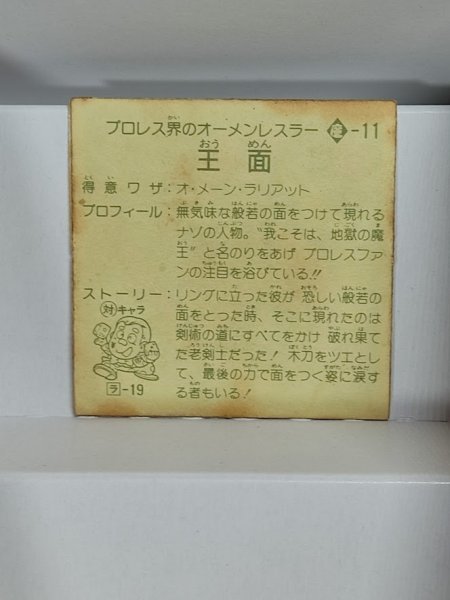 プロレス界のオーメンレスラー -11
王面
得意ワザ:オ・メーン・ラリアット
プロフィール:無気味な般若の面をつけて現れる
ナゾの人物。“我こそは、地獄の魔
王”と名のりをあげ プロレスファ
ンの注目を浴びている!!
ストーリー:リングに立った彼が 恐しい般若の
面をとった時、そこに現れたのは
剣術の道にすべてをかけ 破れ果て
た老剣士だった!木刀をツエとし
て、最後の力で面をつく姿に涙す
る者もいる!
対キャラ
ラ-19